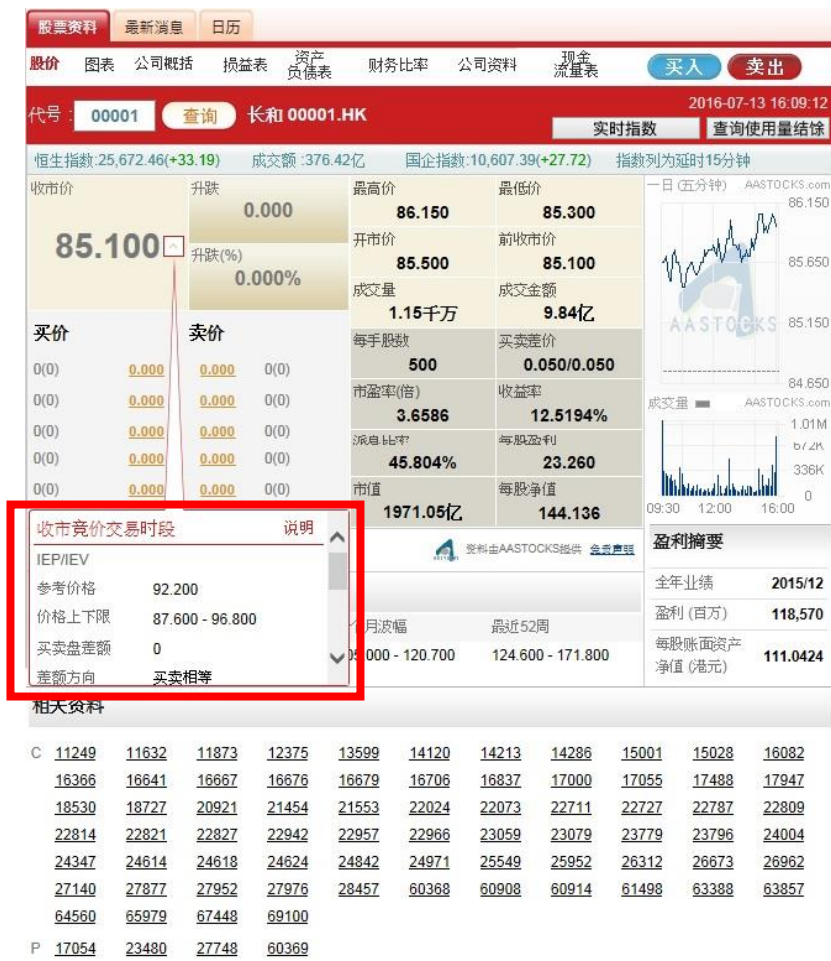 股票资料 最新消息 日历
股价 图表 公司概括 损益表 资产负债表 财务比率 公司资料 现金流量表 买入 卖出
2016-07-13 16:09:12
代号 : 00001 查询 长和 00001.HK
实时指数 查询使用量结馀
恒生指数:25,672.46(+33.19) 成交额 :376.42亿 国企指数:10,607.39(+27.72) 指数列为延时15分钟
收市价 升跌 最高价 最低价 一日 (五分钟) AASTOCKS.com
0.000 86.150 85.300 86.150
85.100 开市价 前收市价
升跌(%) 85.500 85.100 85.650
0.000% 成交量 成交金额
1.15千万 9.84亿 AASTOCKS 85.150
买价 卖价 每手股数 买卖差价
0(0) 0.000 0.000 0(0) 500 0.050/0.050
84.650
0(0) 0.000 0.000 0(0) 市盈率(倍) 收益率 成交量 AASTOCKS.com
3.6586 12.5194% 1.01M
0(0) 0.000 0.000 0(0) 派息比率 每股盈利 672K
0(0) 0.000 0.000 0(0) 45.804% 23.260 336K
0(0) 0.000 0.000 0(0) 市值 每股净值 0
1971.05亿 144.136 09:30 12:00 16:00
收市竞价交易时段 说明
资料由AASTOCKS提供 免责声明 盈利摘要
IEP/IEV
参考价格 92.200 全年业绩 2015/12
价格上下限 87.600 - 96.800 月波幅 最近52周 盈利 (百万) 118,570
买卖盘差额 0 000 - 120.700 124.600 - 171.800 每股账面资产净值 (港元) 111.0424
差额方向 买卖相等
相关资料
C 11249 11632 11873 12375 13599 14120 14213 14286 15001 15028 16082
16366 16641 16667 16676 16679 16706 16837 17000 17055 17488 17947
18530 18727 20921 21454 21553 22024 22073 22711 22727 22787 22809
22814 22821 22827 22942 22957 22966 23059 23079 23779 23796 24004
24347 24614 24618 24624 24842 24971 25549 25952 26312 26673 26962
27140 27877 27952 27976 28457 60368 60908 60914 61498 63388 63857
64560 65979 67448 69100
P 17054 23480 27748 60369